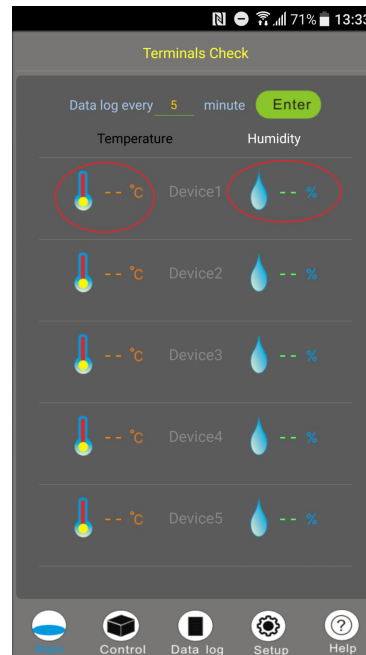 71% 13:33
Terminals Check
Data log every 5 minute Enter
Temperature Humidity
-- °C Device1 -- %
-- °C Device2 -- %
-- °C Device3 -- %
-- °C Device4 -- %
-- °C Device5 -- %
Main Control Data log Setup ? Help